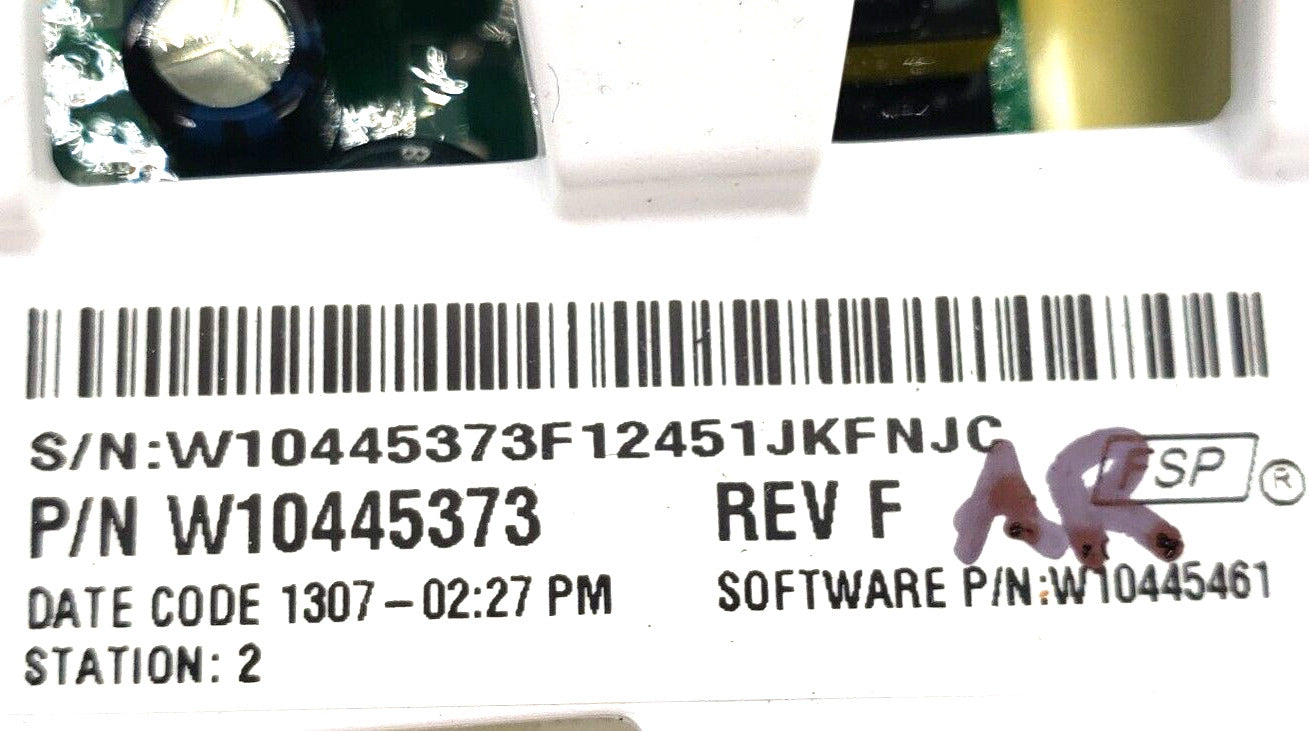 S/N:W10445373F12451JKFNJC
P/N W10445373 REV F
AR
FSP ®
DATE CODE 1307-02:27 PM
SOFTWARE P/N:W10445461
STATION: 2